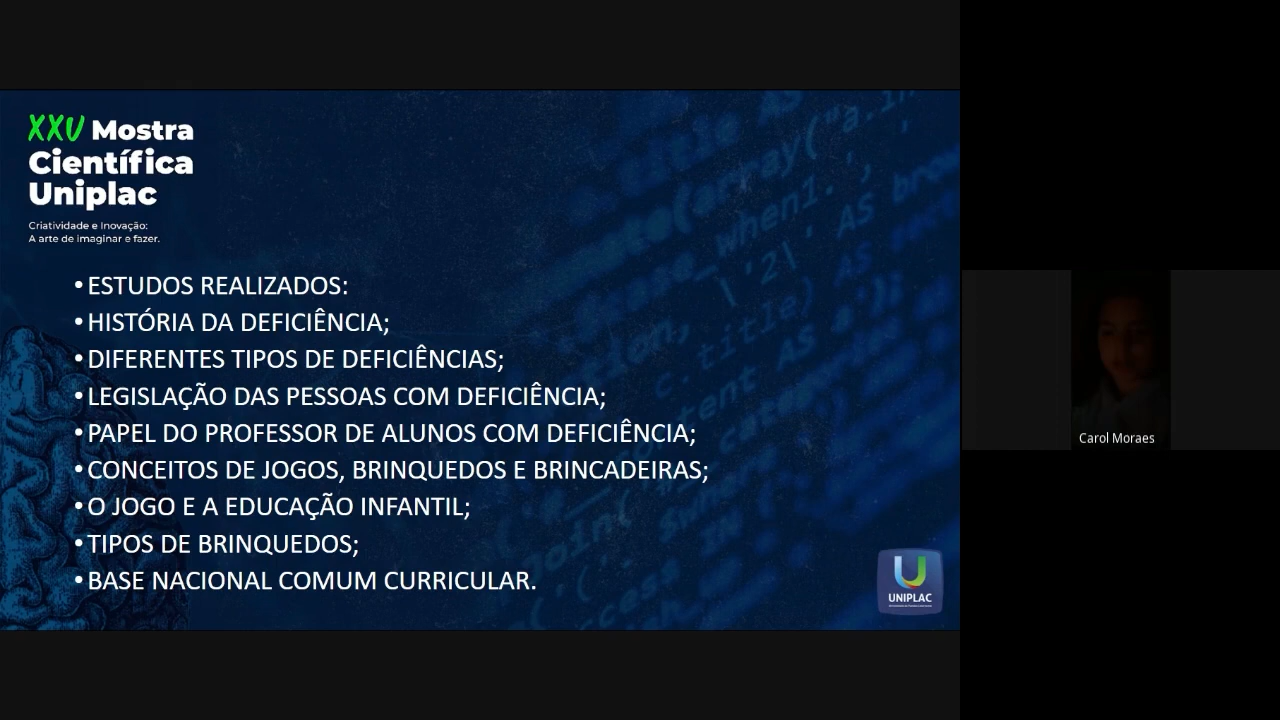 XXV Mostra
Científica
Uniplac
Criatividade e Inovação:
A arte de imaginar e fazer.
• ESTUDOS REALIZADOS:
• HISTÓRIA DA DEFICIÊNCIA;
• DIFERENTES TIPOS DE DEFICIÊNCIAS;
• LEGISLAÇÃO DAS PESSOAS COM DEFICIÊNCIA;
• PAPEL DO PROFESSOR DE ALUNOS COM DEFICIÊNCIA;
• CONCEITOS DE JOGOS, BRINQUEDOS E BRINCADEIRAS;
• O JOGO E A EDUCAÇÃO INFANTIL;
• TIPOS DE BRINQUEDOS;
• BASE NACIONAL COMUM CURRICULAR.
UNIPLAC
Carol Moraes